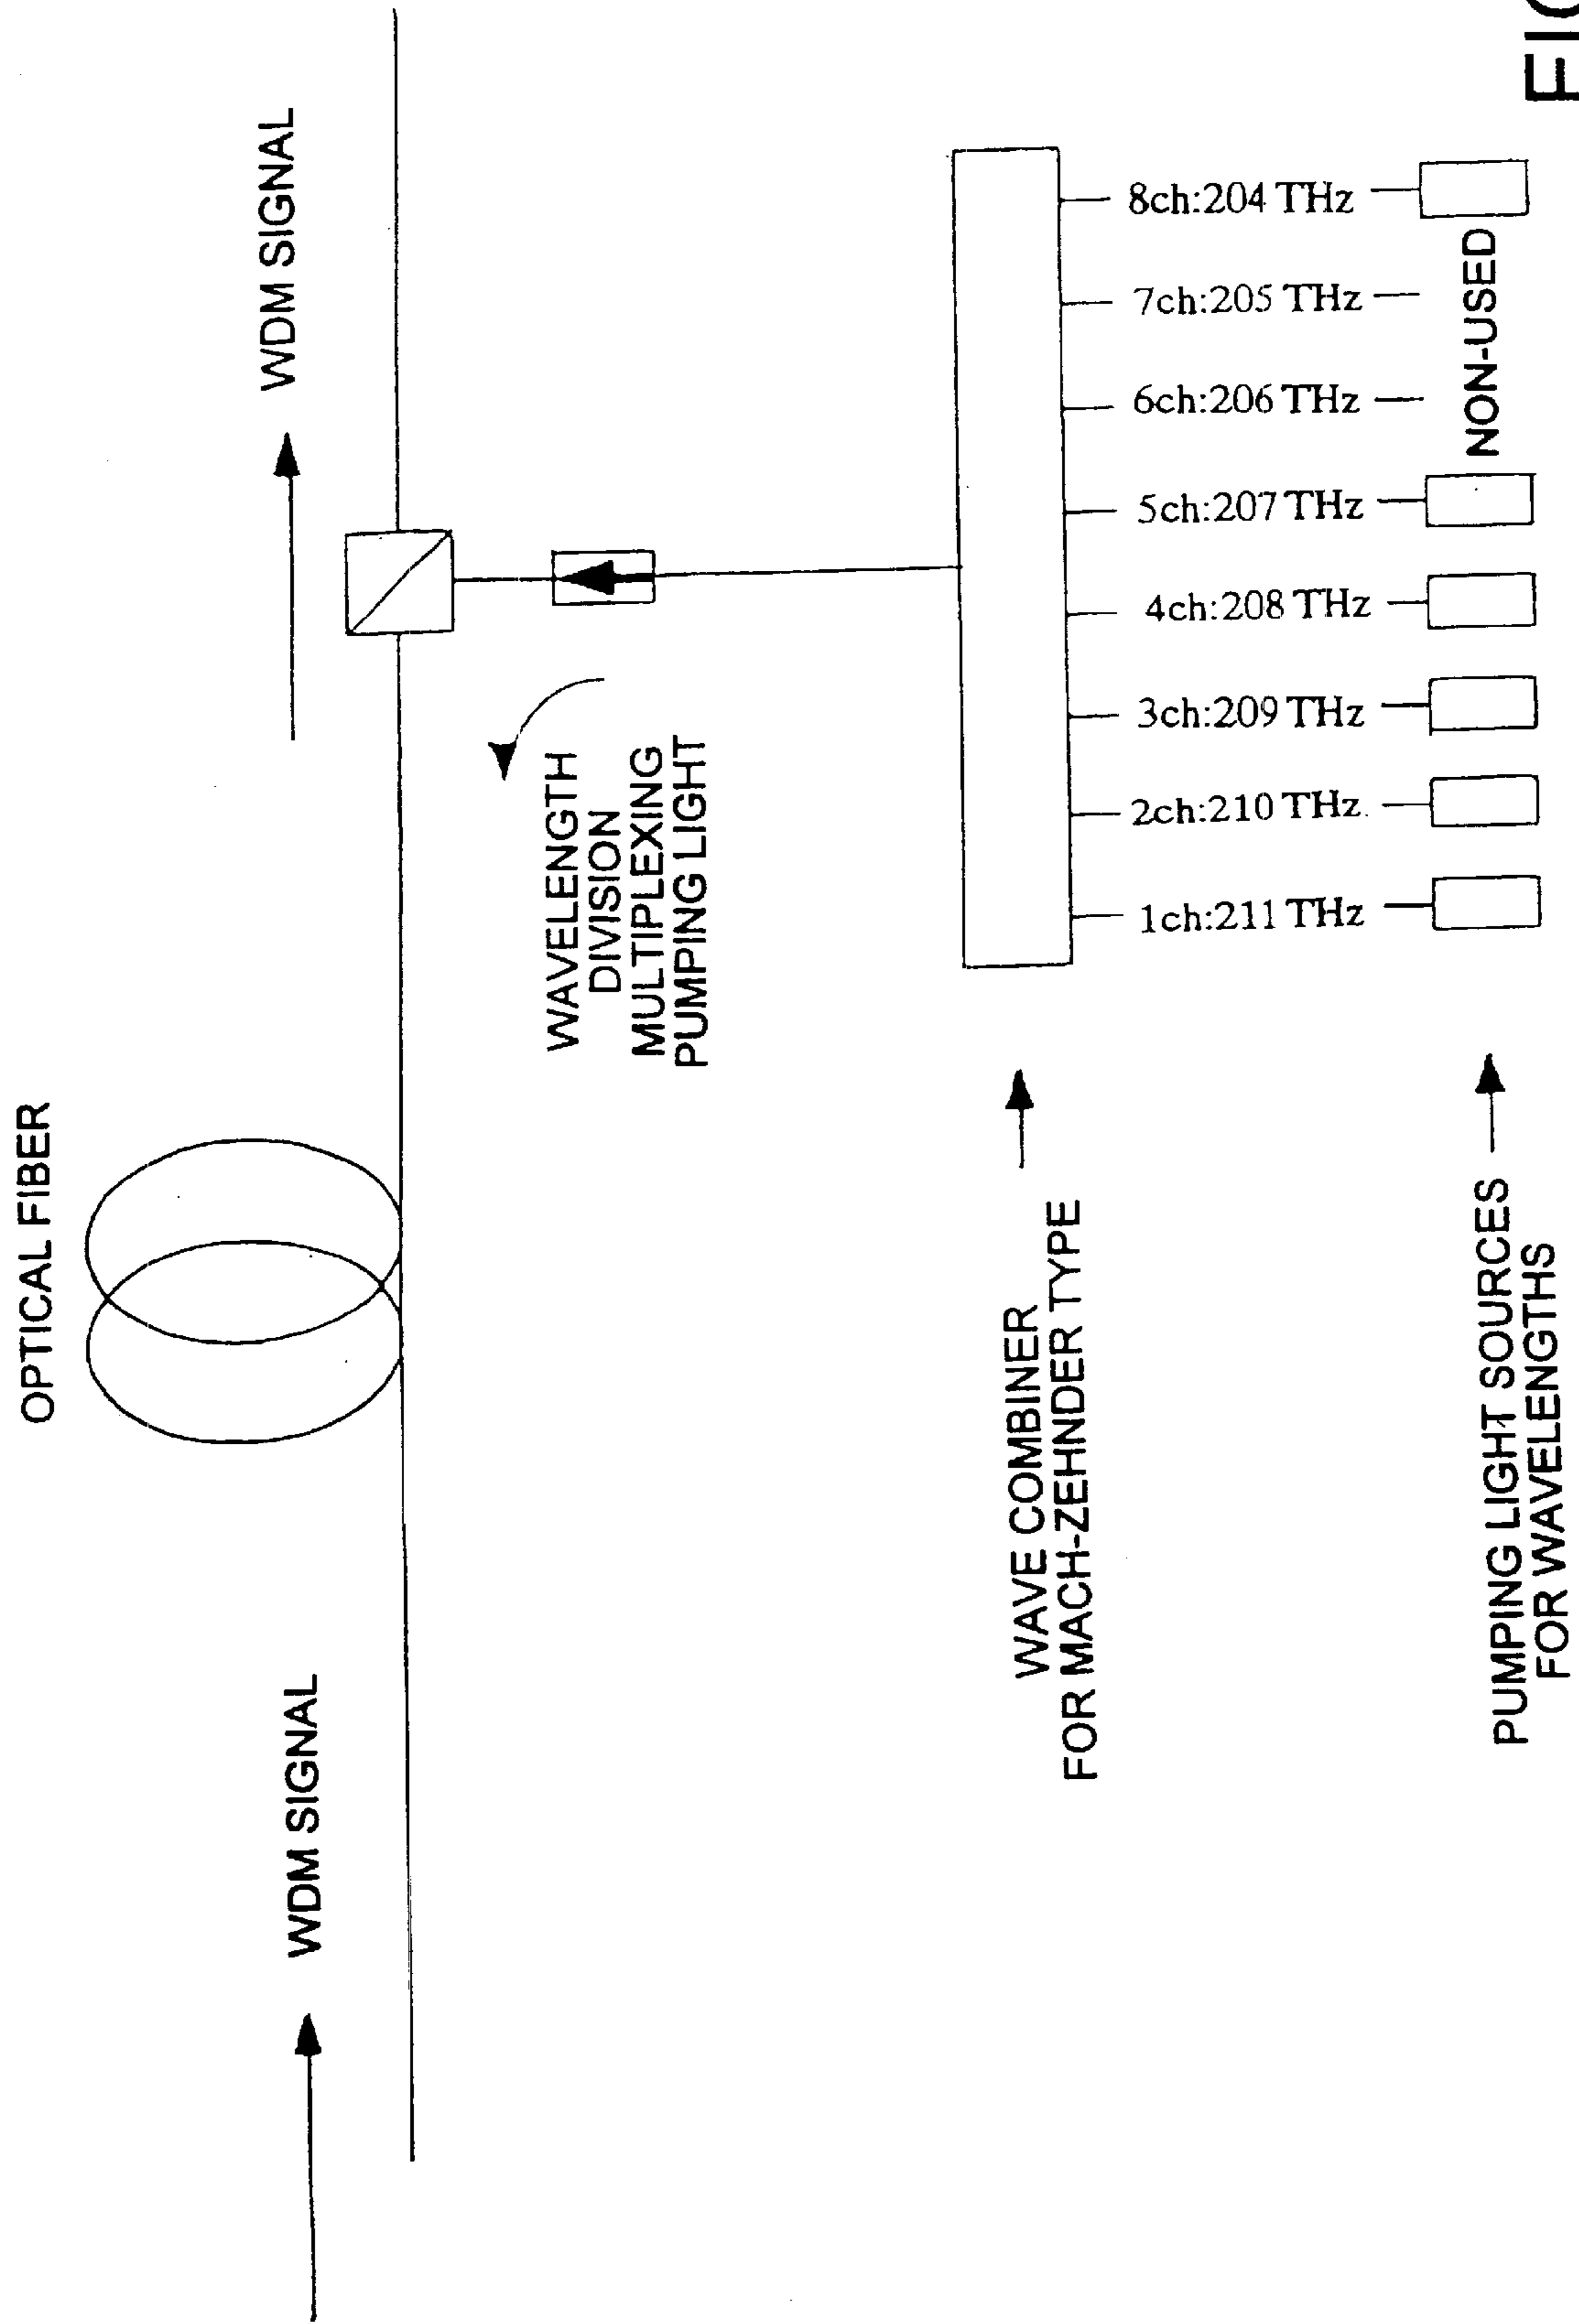 OPTICAL FIBER
WDM SIGNAL
WDM SIGNAL
WAVELENGTH
DIVISION
MULTIPLEXING
PUMPING LIGHT
WAVE COMBINER
FOR MACH-ZEHNDER TYPE
1ch:211 THz
2ch:210 THz
3ch:209 THz
4ch:208 THz
5ch:207 THz
6ch:206 THz
7ch:205 THz
8ch:204 THz
PUMPING LIGHT SOURCES
FOR WAVELENGTHS
NON-USED